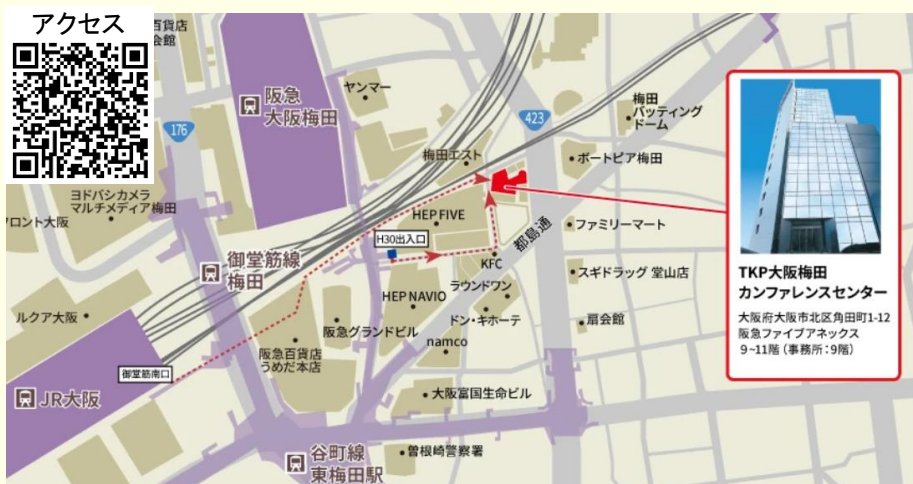 アクセス
百貨店
会館
阪急
大阪梅田
ヤンマー
176
423
梅田
バッティング
ドーム
梅田エスト
ポートピア梅田
ヨドバシカメラ
マルチメディア梅田
フロント大阪
HEP FIVE
H30出入口
都島通
ファミリーマート
御堂筋線
梅田
KFC
ラウンドワン
スギドラッグ 堂山店
HEP NAVIO
ドン・キホーテ
扇会館
ルクア大阪
阪急グランドビル
namco
阪急百貨店
うめだ本店
御堂筋南口
JR大阪
大阪富国生命ビル
谷町線
東梅田駅
曽根崎警察署
TKP大阪梅田
カンファレンスセンター
大阪府大阪市北区角田町1-12
阪急ファイブアネックス
9~11階（事務所：9階）